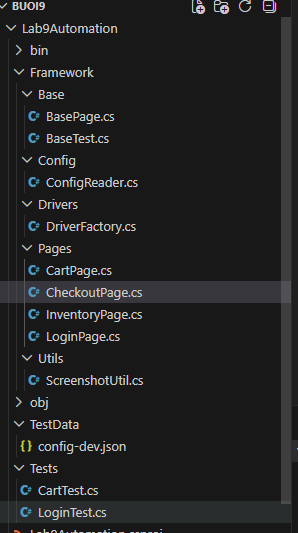 BUOI9
Lab9Automation
bin
Framework
Base
C# BasePage.cs
C# BaseTest.cs
Config
C# ConfigReader.cs
Drivers
C# DriverFactory.cs
Pages
C# CartPage.cs
C# CheckoutPage.cs
C# InventoryPage.cs
C# LoginPage.cs
Utils
C# ScreenshotUtil.cs
obj
TestData
{} config-dev.json
Tests
C# CartTest.cs
C# LoginTest.cs